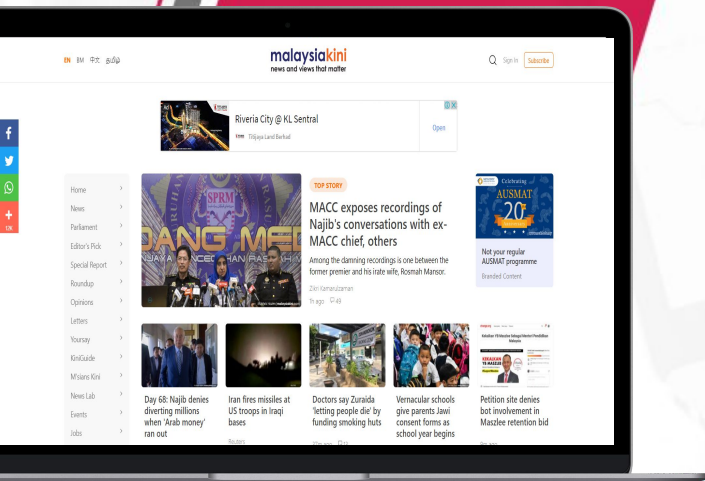 EN BM 中文 தமிழ்
malaysiakini
news and views that matter
Sign In
Subscribe
Riveria City @ KL Sentral
Titijaya Land Berhad
Open
12K
Home
News
Parliament
Editor's Pick
Special Report
Roundup
Opinions
Letters
Yoursay
KiniGuide
M'sians Kini
News Lab
Events
Jobs
SPRM
TOP STORY
MACC exposes recordings of
Najib's conversations with ex-
MACC chief, others
Among the damning recordings is one between the
former premier and his irate wife, Rosmah Mansor.
Zikri Kamarulzaman
1h ago 49
Celebrating
AUSMAT
20
Not your regular
AUSMAT programme
Branded Content
Day 68: Najib denies
diverting millions
when 'Arab money'
ran out
Iran fires missiles at
US troops in Iraqi
bases
Reuters
Doctors say Zuraida
'letting people die' by
funding smoking huts
Vernacular schools
give parents Jawi
consent forms as
school year begins
KEKALKAN
YB MASZLEE
Petition site denies
bot involvement in
Maszlee retention bid